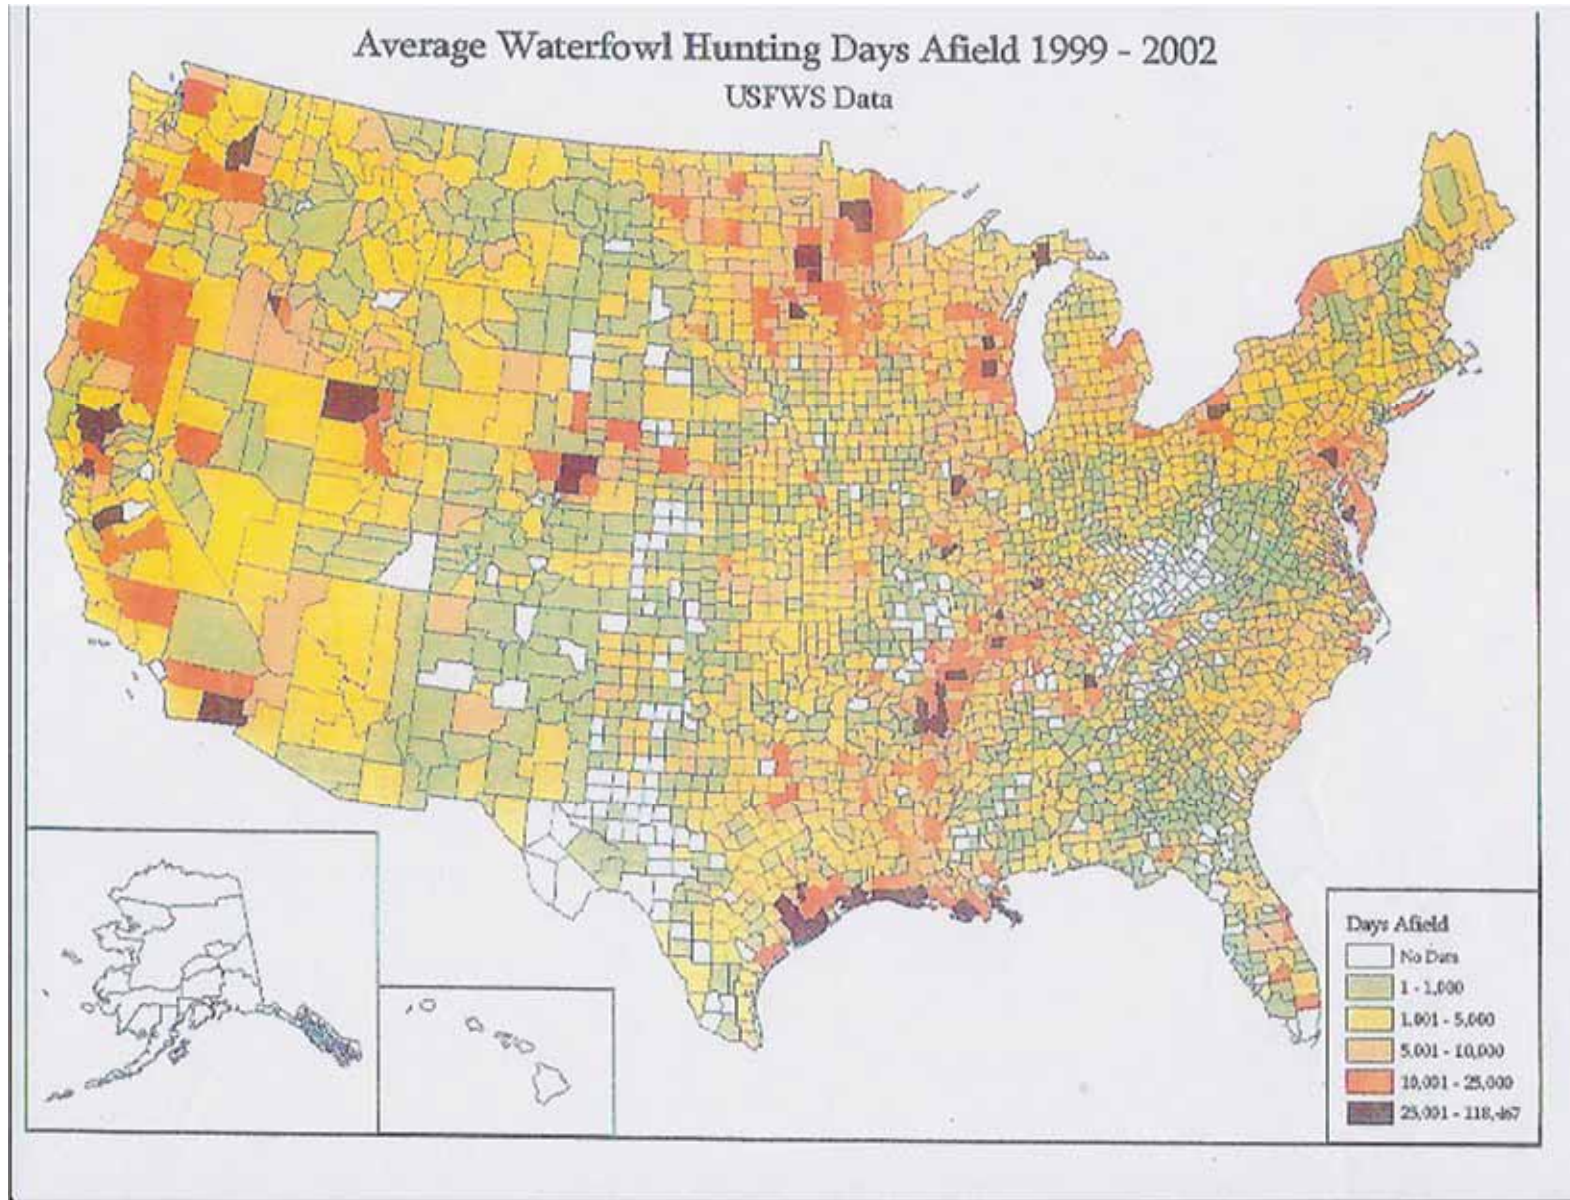 Average Waterfowl Hunting Days Afield 1999 - 2002
USFWS Data
Days Afield
No Data
1 - 1,000
1,001 - 5,000
5,001 - 10,000
10,001 - 25,000
25,001 - 118,467